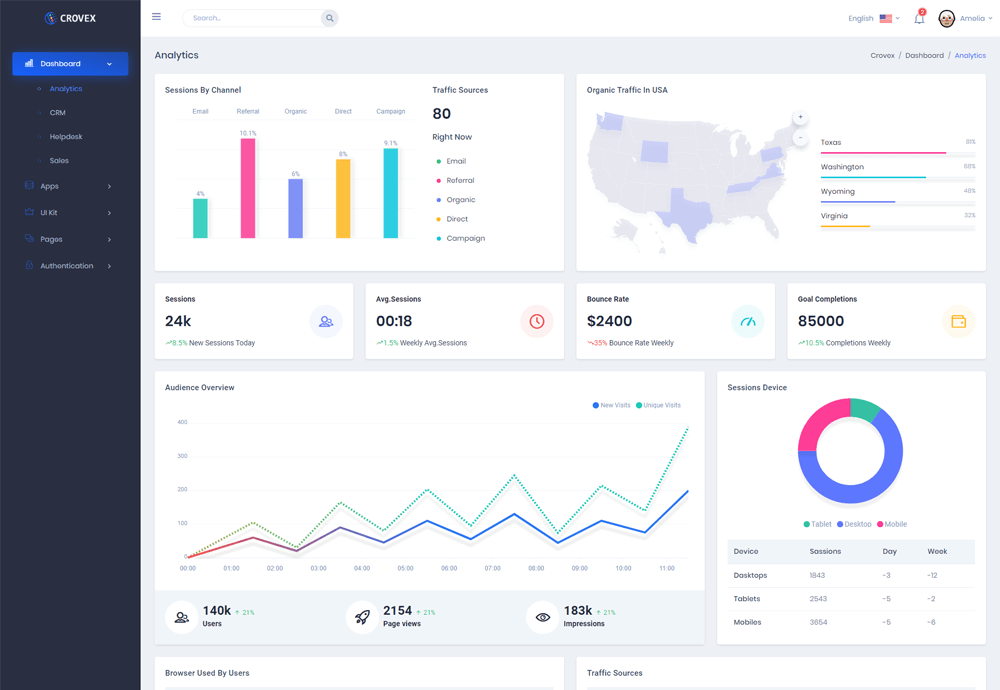 CROVEX
Search...
English
2
Amelia
Dashboard
Analytics
CRM
Helpdesk
Sales
Apps
UI Kit
Pages
Authentication
Analytics
Crovex / Dashboard / Analytics
Sessions By Channel
Email Referral Organic Direct Campaign
4% 10.1% 6% 8% 9.1%
Traffic Sources
80
Right Now
Email
Referral
Organic
Direct
Campaign
Organic Traffic In USA
+
-
Texas 81%
Washington 68%
Wyoming 48%
Virginia 32%
Sessions
24k
8.5% New Sessions Today
Avg.Sessions
00:18
1.5% Weekly Avg.Sessions
Bounce Rate
$2400
35% Bounce Rate Weekly
Goal Completions
85000
10.5% Completions Weekly
Audience Overview
New Visits Unique Visits
400
300
200
100
0
00:00 01:00 02:00 03:00 04:00 05:00 06:00 07:00 08:00 09:00 10:00 11:00
140k 21%
Users
2154 21%
Page views
183k 21%
Impressions
Sessions Device
Tablet Desktop Mobile
Device Sassions Day Week
Dasktops 1843 -3 -12
Tablets 2543 -5 -2
Mobiles 3654 -5 -6
Browser Used By Users
Traffic Sources